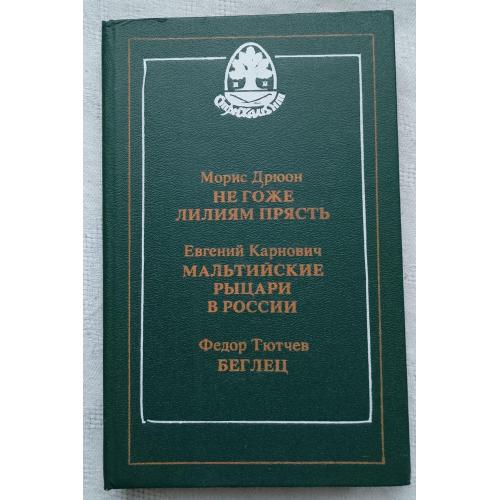 Морис Дрюон
НЕ ГОЖЕ
ЛИЛИЯМ ПРЯСТЬ
Евгений Карнович
МАЛЬТИЙСКИЕ
РЫЦАРИ
В РОССИИ
Федор Тютчев
БЕГЛЕЦ